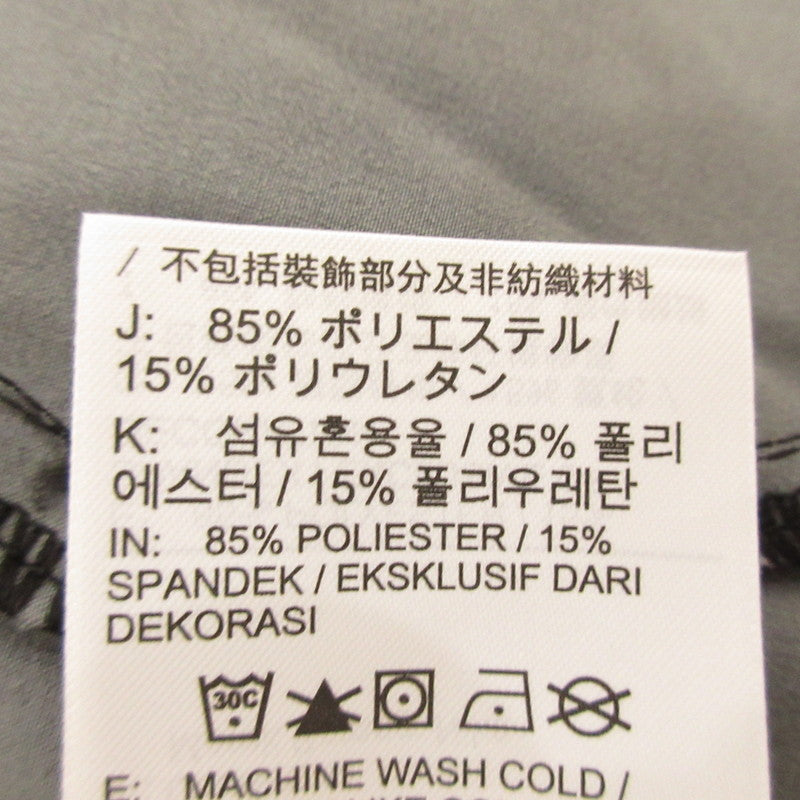 / 不包括裝飾部分及非紡織材料
J: 85% ポリエステル /
15% ポリウレタン
K: 섬유혼용율 / 85% 폴리
에스터 / 15% 폴리우레탄
IN: 85% POLIESTER / 15%
SPANDEK / EKSKLUSIF DARI
DEKORASI
30C
E: MACHINE WASH COLD /